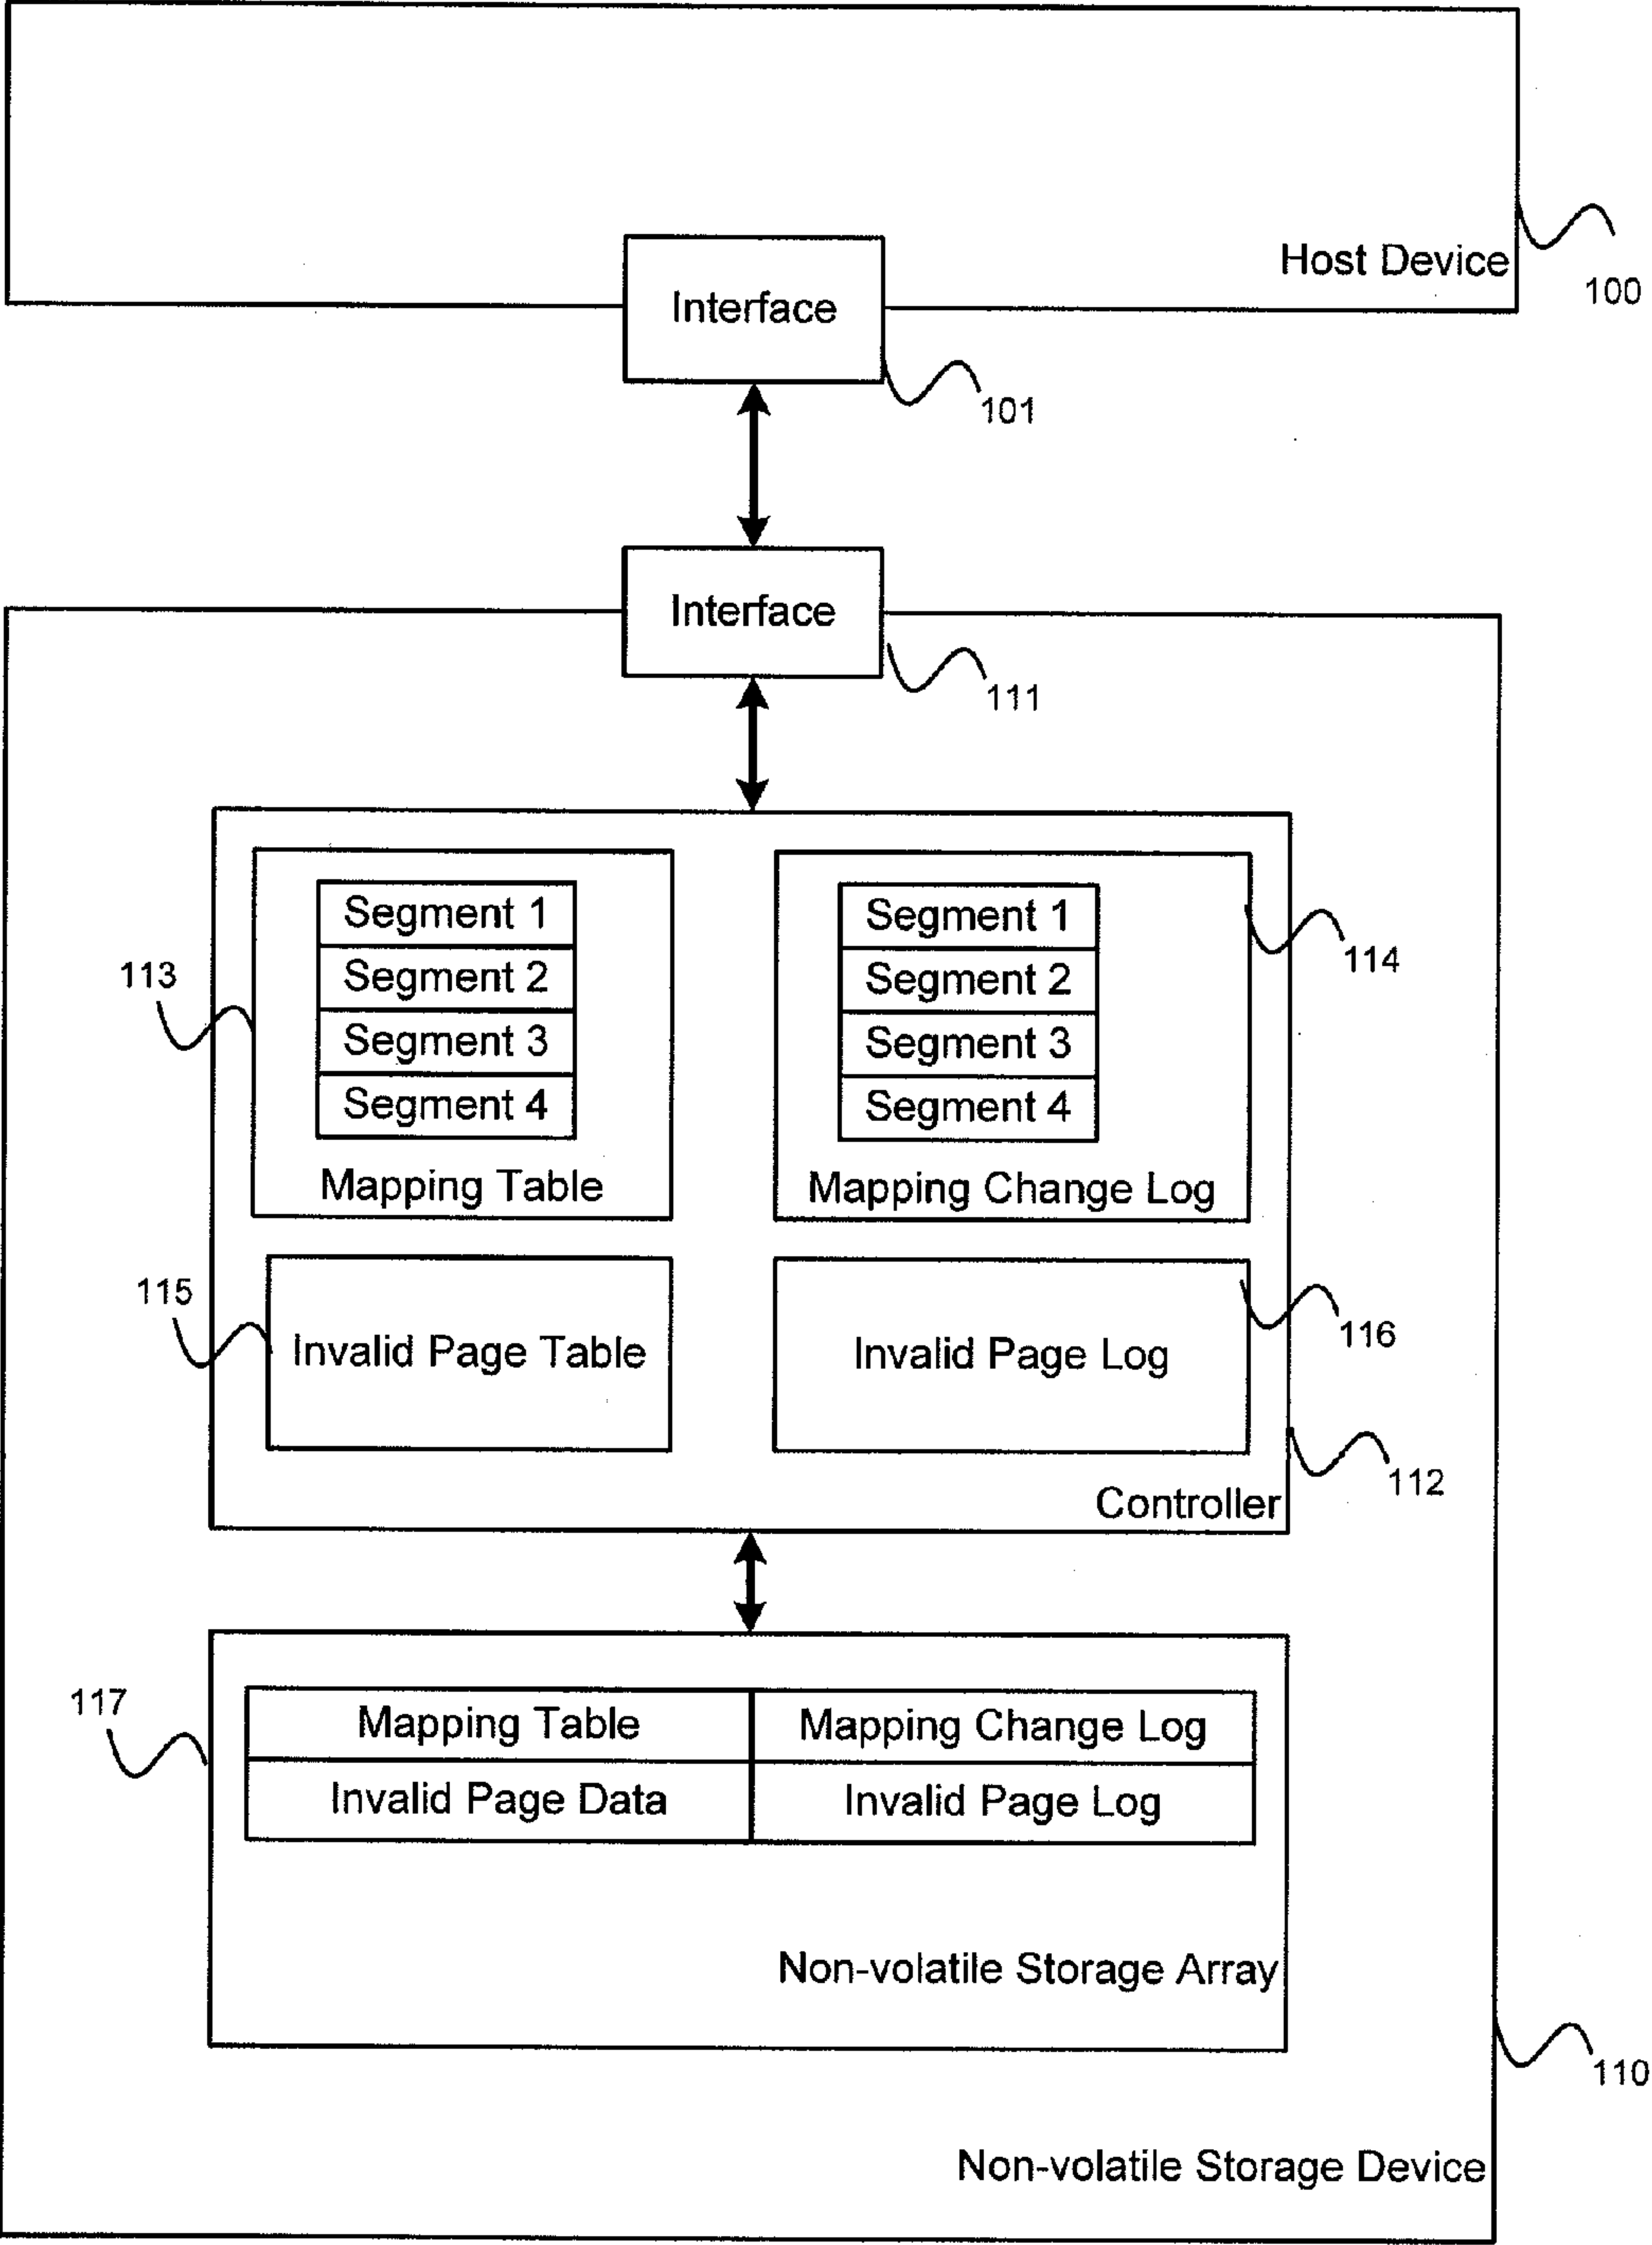 Host Device
100
Interface
101
Interface
111
113
Segment 1
Segment 2
Segment 3
Segment 4
Mapping Table
Segment 1
Segment 2
Segment 3
Segment 4
Mapping Change Log
114
115
Invalid Page Table
Invalid Page Log
116
Controller
112
117
Mapping Table
Mapping Change Log
Invalid Page Data
Invalid Page Log
Non-volatile Storage Array
110
Non-volatile Storage Device